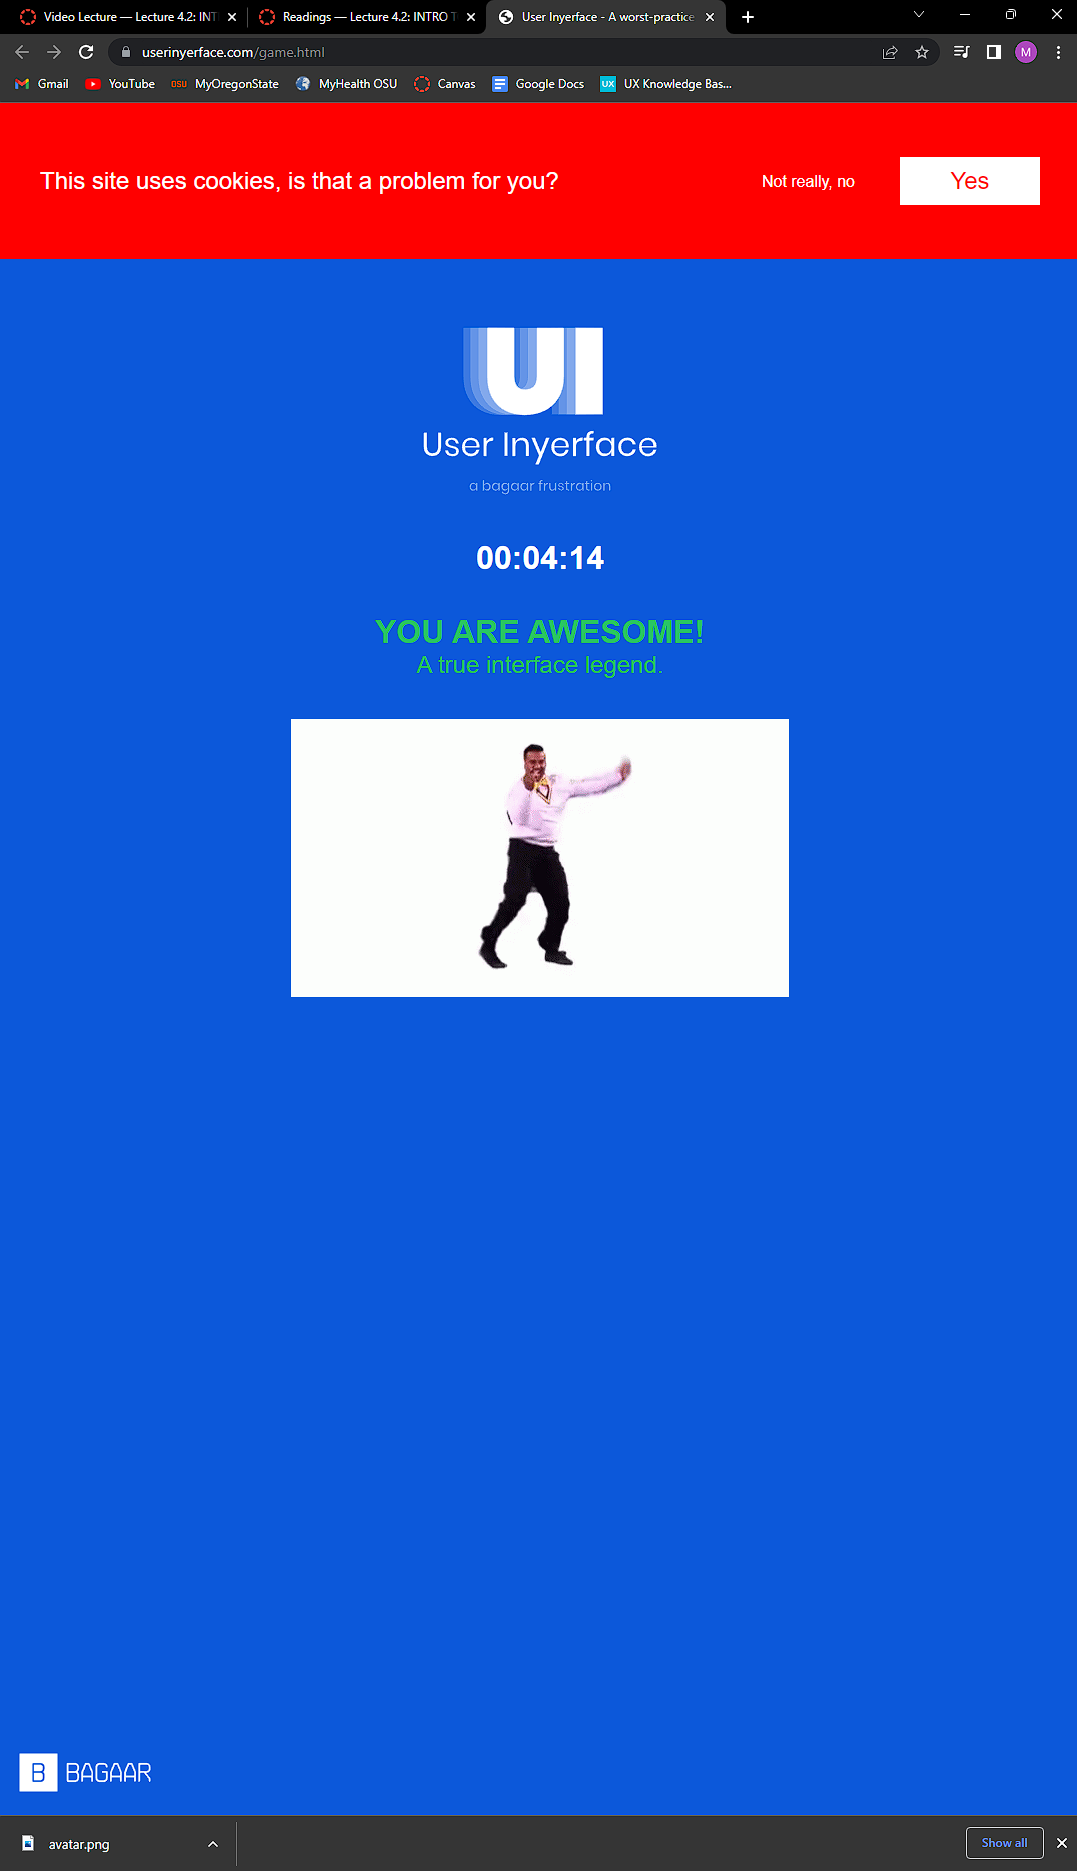 Video Lecture — Lecture 4.2: INT
Readings — Lecture 4.2: INTRO T
User Inyerface - A worst-practice
userinyerface.com/game.html
M
Gmail
YouTube
OSU MyOregonState
MyHealth OSU
Canvas
Google Docs
UX UX Knowledge Bas...
This site uses cookies, is that a problem for you?
Not really, no
Yes
UI
User Inyerface
a bagaar frustration
00:04:14
YOU ARE AWESOME!
A true interface legend.
B BAGAAR
avatar.png
Show all